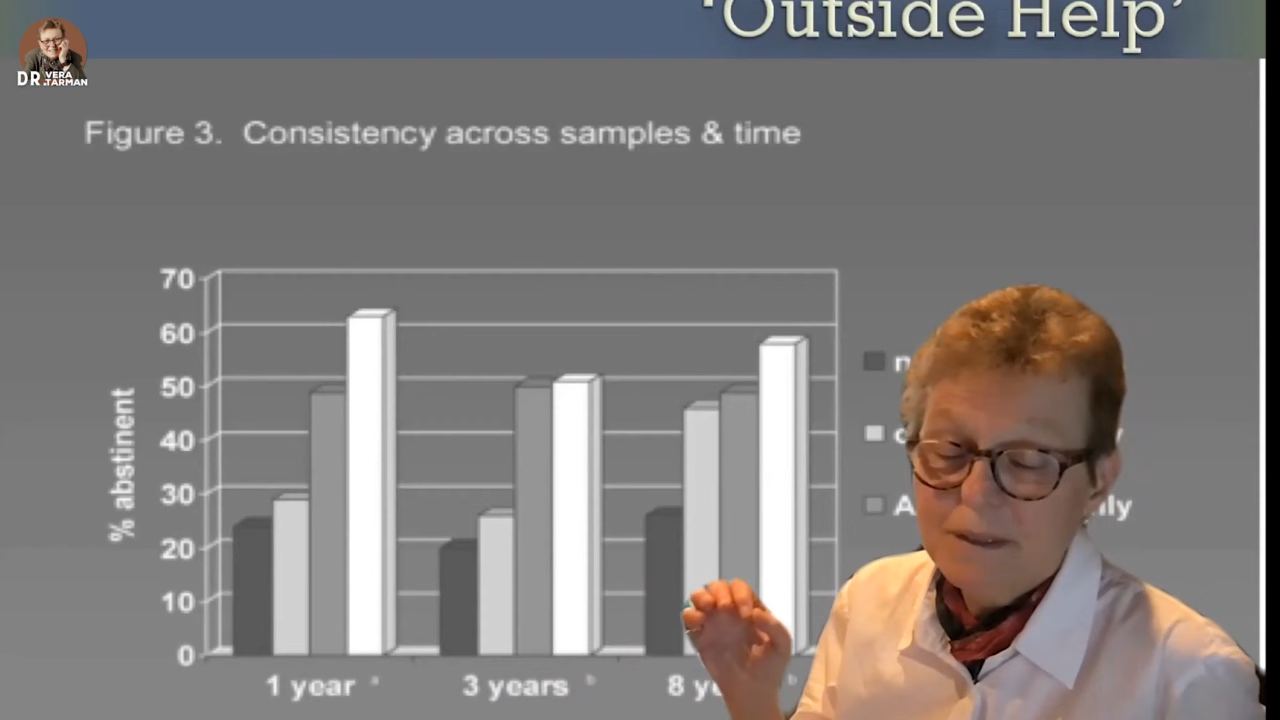 'Outside Help'
DR. VERA TARMAN
Figure 3. Consistency across samples & time
70
60
50
40
30
20
10
0
% abstinent
1 year a
3 years b
8 b